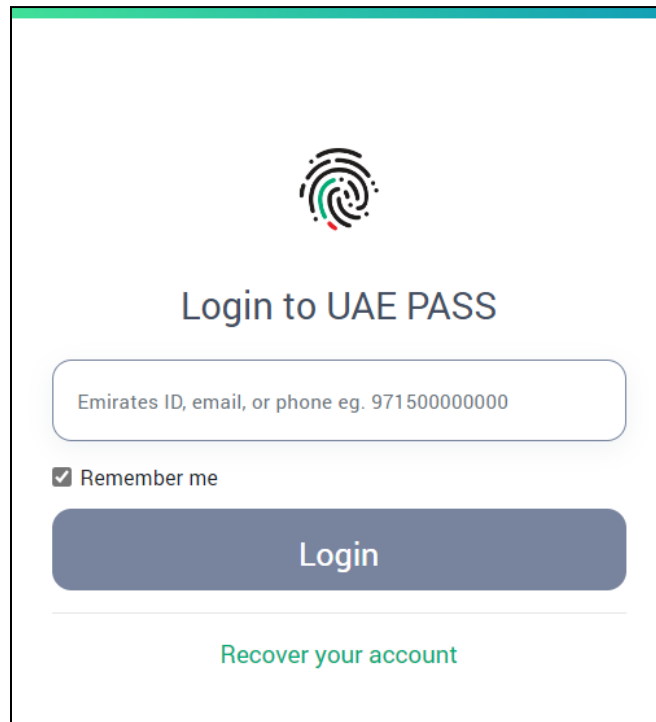 Login to UAE PASS
Emirates ID, email, or phone eg. 971500000000
Remember me
Login
Recover your account